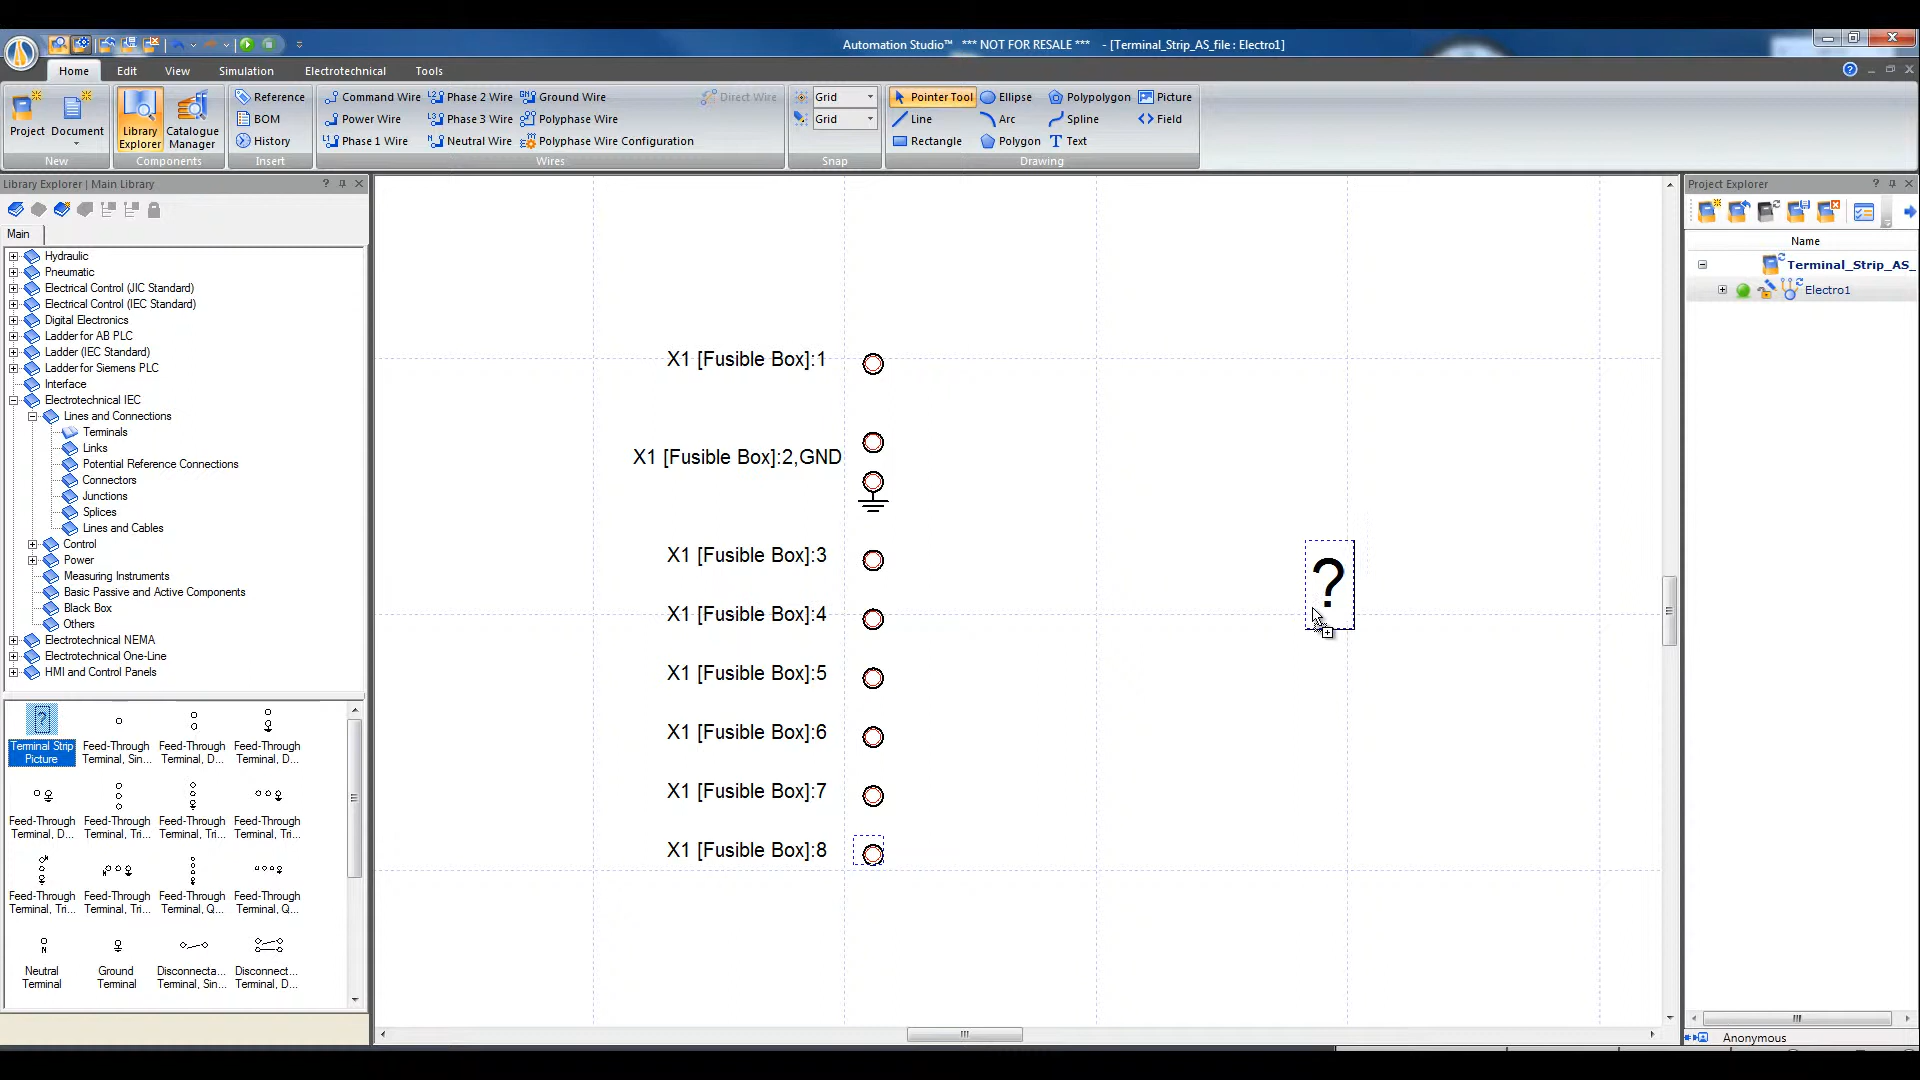 Automation Studio™ *** NOT FOR RESALE *** - [Terminal_Strip_AS_file : Electro1]
Home Edit View Simulation Electrotechnical Tools
Project Document New
Library Explorer Catalogue Manager Components
Reference
BOM
History
Insert
Command Wire Phase 2 Wire Ground Wire Direct Wire
Power Wire Phase 3 Wire Polyphase Wire
Phase 1 Wire Neutral Wire Polyphase Wire Configuration
Wires
Grid
Grid
Snap
Pointer Tool Ellipse Polypolygon Picture
Line Arc Spline Field
Rectangle Polygon Text
Drawing
Library Explorer | Main Library
Main
Hydraulic
Pneumatic
Electrical Control (JIC Standard)
Electrical Control (IEC Standard)
Digital Electronics
Ladder for AB PLC
Ladder (IEC Standard)
Ladder for Siemens PLC
Interface
Electrotechnical IEC
Lines and Connections
Terminals
Links
Potential Reference Connections
Connectors
Junctions
Splices
Lines and Cables
Control
Power
Measuring Instruments
Basic Passive and Active Components
Black Box
Others
Electrotechnical NEMA
Electrotechnical One-Line
HMI and Control Panels
Terminal Strip Feed-Through Feed-Through Feed-Through
Picture Terminal, Sin... Terminal, D... Terminal, D...
Feed-Through Feed-Through Feed-Through Feed-Through
Terminal, D... Terminal, Tri... Terminal, Tri... Terminal, Tri...
Feed-Through Feed-Through Feed-Through Feed-Through
Terminal, Tri... Terminal, Tri... Terminal, Q... Terminal, Q...
N
Neutral Ground Disconnecta... Disconnect...
Terminal Terminal Terminal, Sin... Terminal, D...
X1 [Fusible Box]:1
X1 [Fusible Box]:2,GND
X1 [Fusible Box]:3
X1 [Fusible Box]:4
X1 [Fusible Box]:5
X1 [Fusible Box]:6
X1 [Fusible Box]:7
X1 [Fusible Box]:8
?
Project Explorer
Name
Terminal_Strip_AS_
Electro1
Anonymous